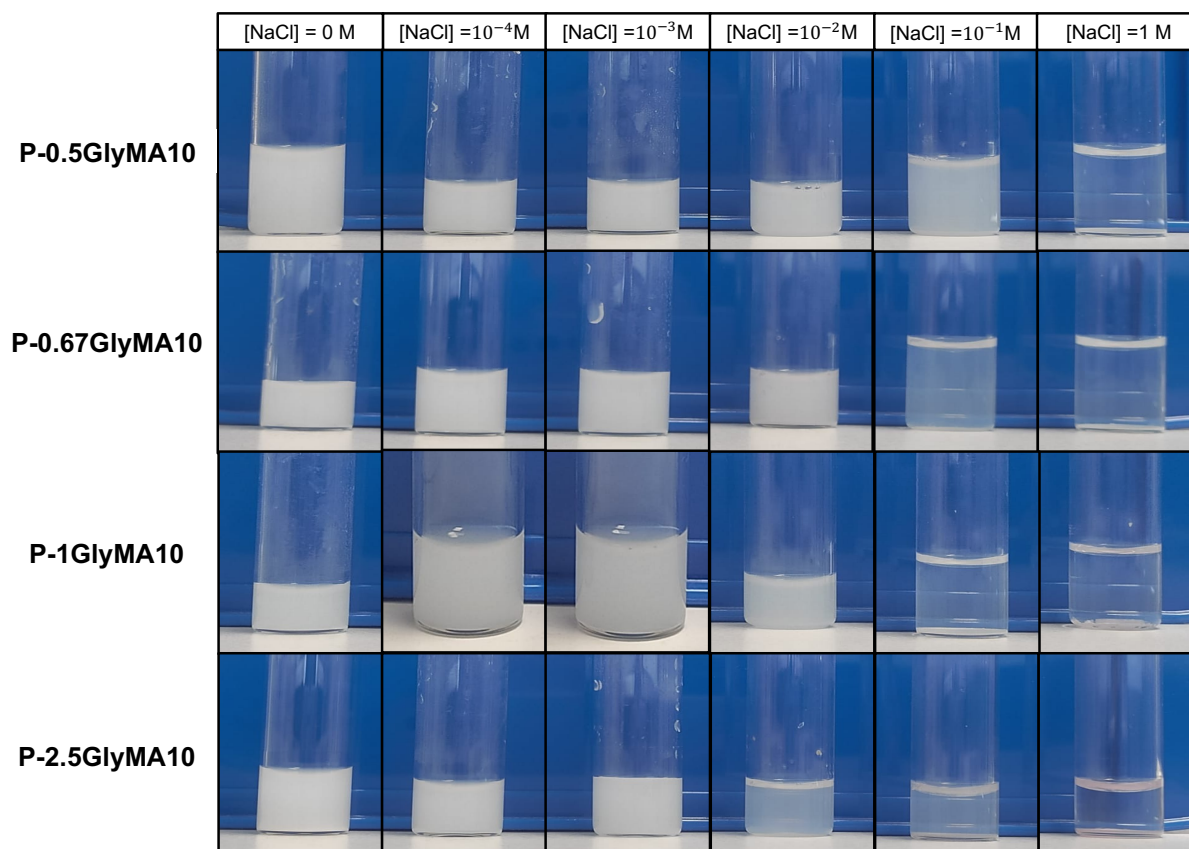 [NaCl] = 0 M
[NaCl] =10⁻⁴M
[NaCl] =10⁻³M
[NaCl] =10⁻²M
[NaCl] =10⁻¹M
[NaCl] =1 M
P-0.5GlyMA10
P-0.67GlyMA10
P-1GlyMA10
P-2.5GlyMA10